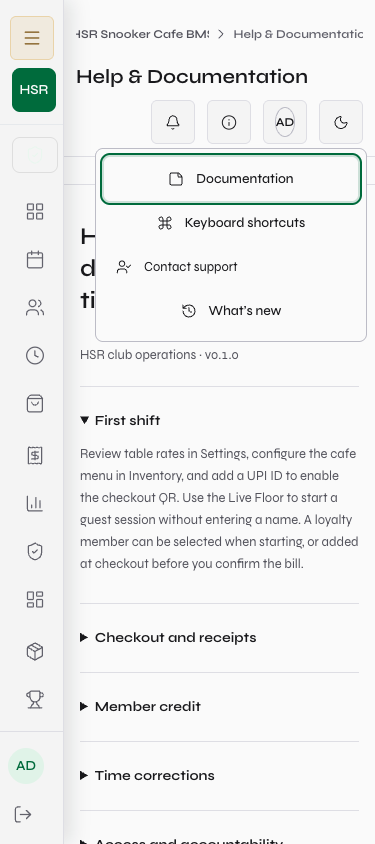 HSR Snooker Cafe BMS > Help & Documentatio
Help & Documentation
HSR
AD
Documentation
Keyboard shortcuts
Contact support
What's new
H
d
ti
HSR club operations · v0.1.0
First shift
Review table rates in Settings, configure the cafe
menu in Inventory, and add a UPI ID to enable
the checkout QR. Use the Live Floor to start a
guest session without entering a name. A loyalty
member can be selected when starting, or added
at checkout before you confirm the bill.
Checkout and receipts
Member credit
Time corrections
Access and accountability
AD